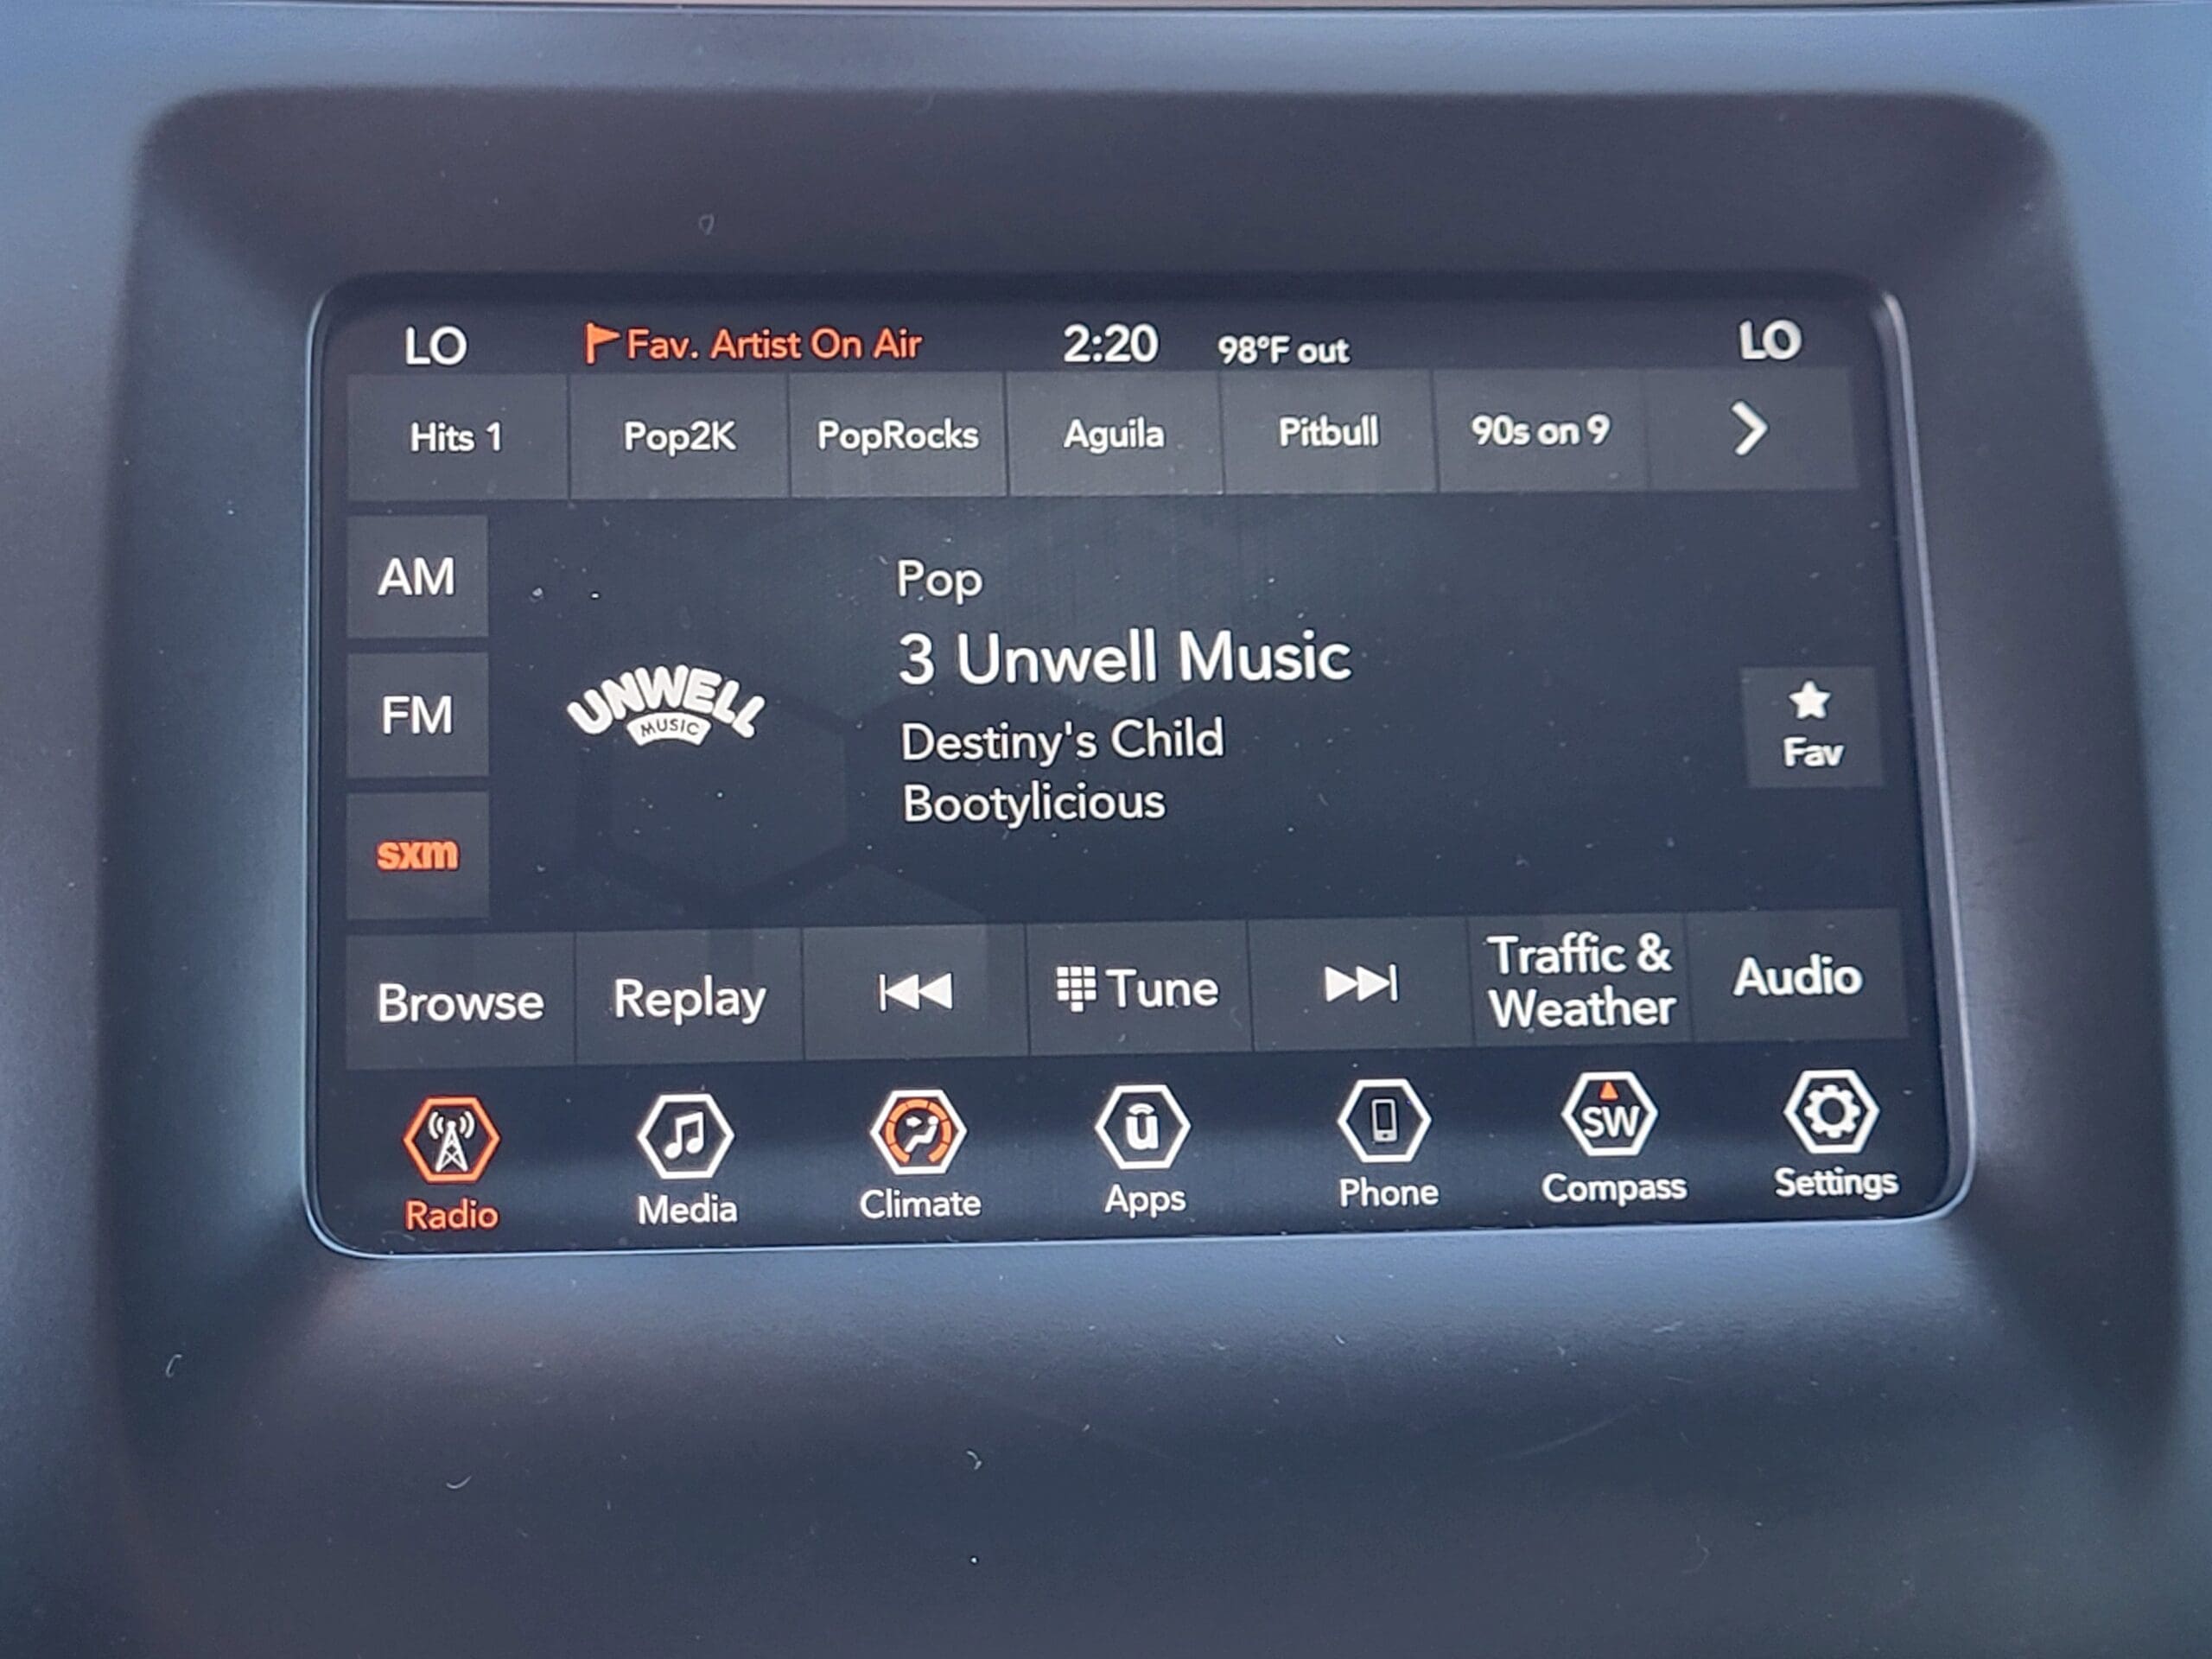 LO Fav. Artist On Air 2:20 98°F out LO
Hits 1 Pop2K PopRocks Aguila Pitbull 90s on 9
AM
FM
sxm
UNWELL
MUSIC
Pop
3 Unwell Music
Destiny's Child
Bootylicious
Fav
Browse Replay Tune Traffic & Weather Audio
u SW
Radio Media Climate Apps Phone Compass Settings